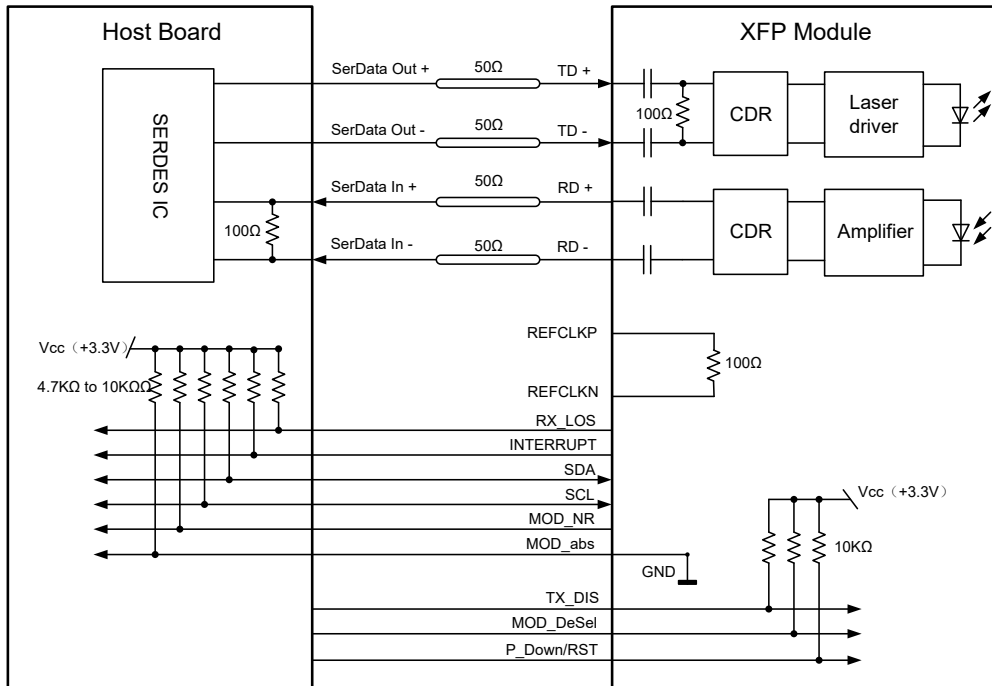 Host Board
XFP Module
SERDES IC
SerData Out +
50Ω
TD +
100Ω
CDR
Laser
driver
SerData Out -
50Ω
TD -
SerData In +
50Ω
RD +
100Ω
CDR
Amplifier
SerData In -
50Ω
RD -
REFCLKP
100Ω
REFCLKN
Vcc（+3.3V）
4.7KΩ to 10KΩΩ
RX_LOS
INTERRUPT
SDA
SCL
MOD_NR
MOD_abs
GND
Vcc（+3.3V）
10KΩ
TX_DIS
MOD_DeSel
P_Down/RST